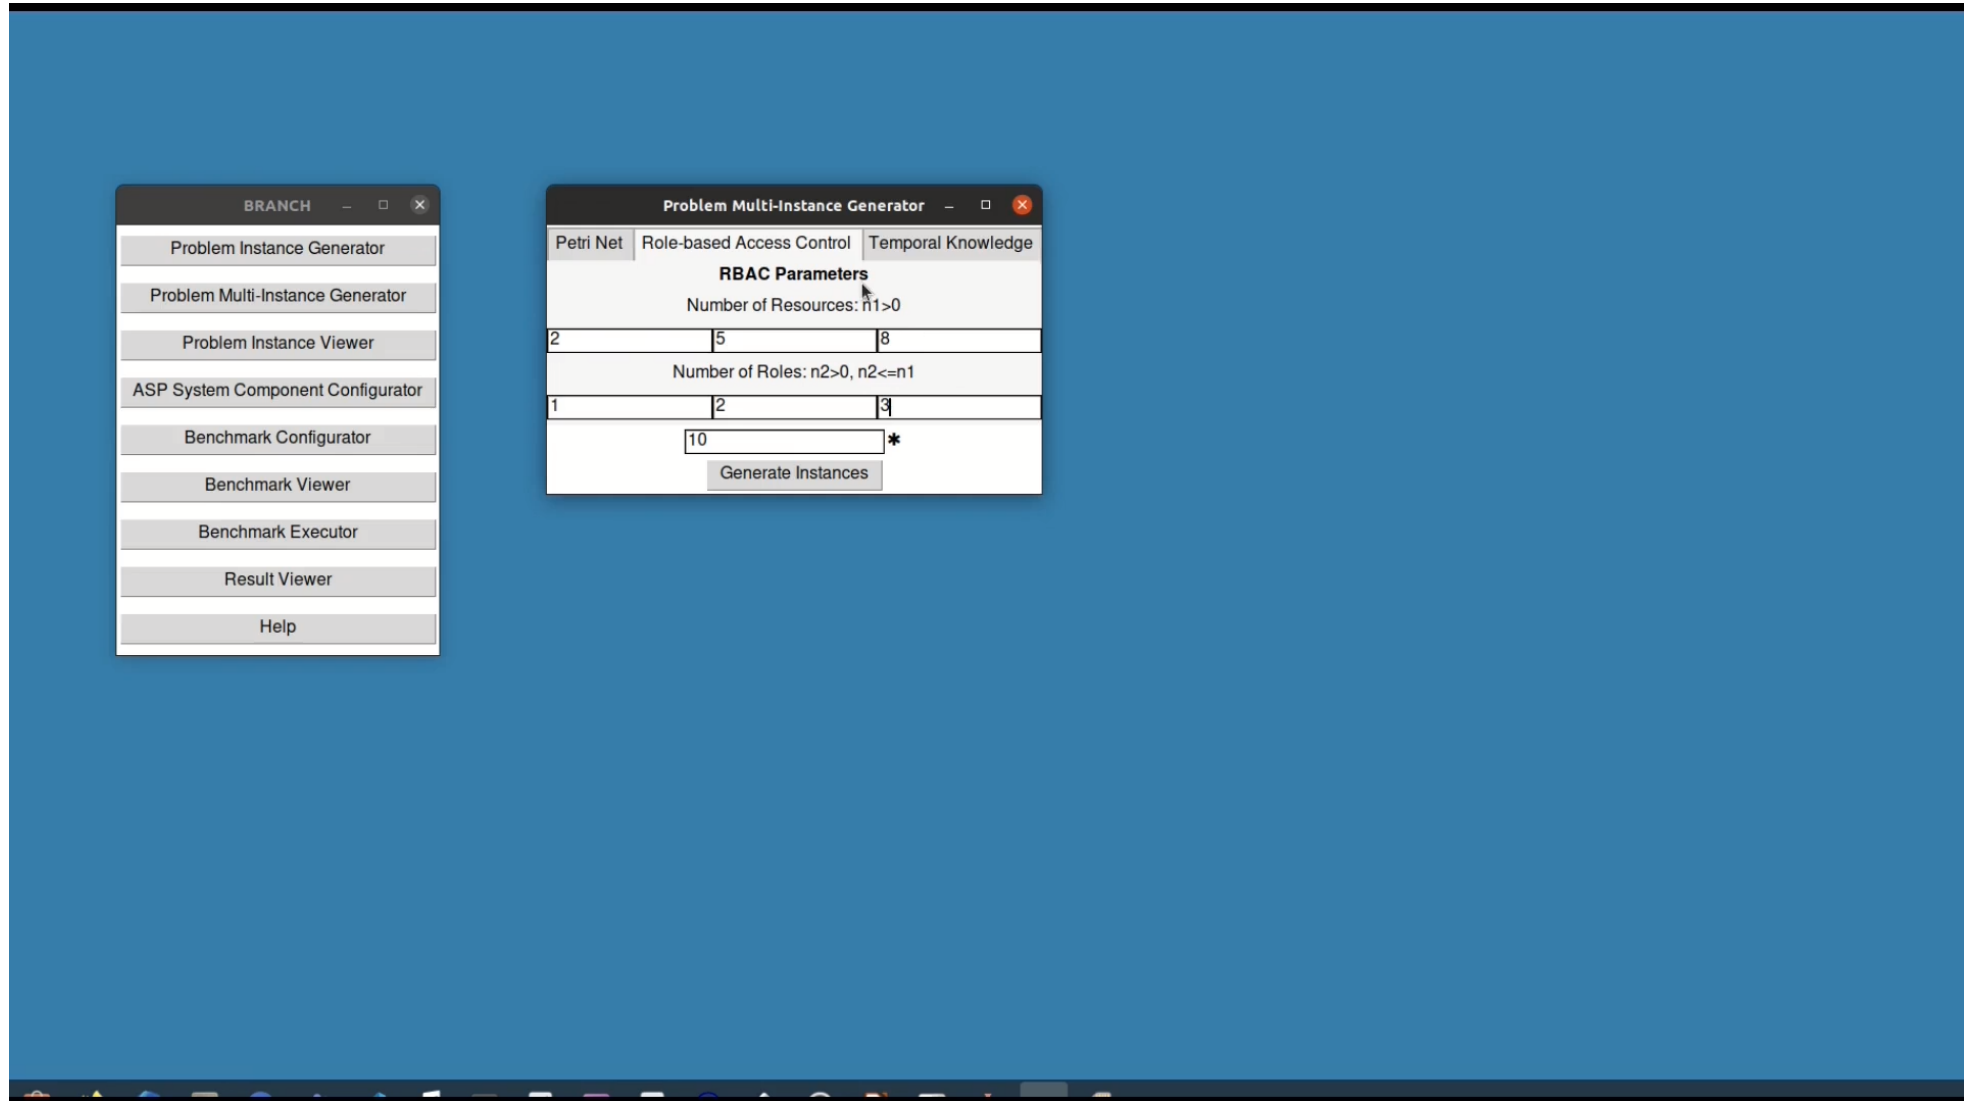 BRANCH
Problem Instance Generator
Problem Multi-Instance Generator
Problem Instance Viewer
ASP System Component Configurator
Benchmark Configurator
Benchmark Viewer
Benchmark Executor
Result Viewer
Help
Problem Multi-Instance Generator
Petri Net Role-based Access Control Temporal Knowledge
RBAC Parameters
Number of Resources: n1>0
2 5 8
Number of Roles: n2>0, n2<=n1
1 2 3
10 *
Generate Instances